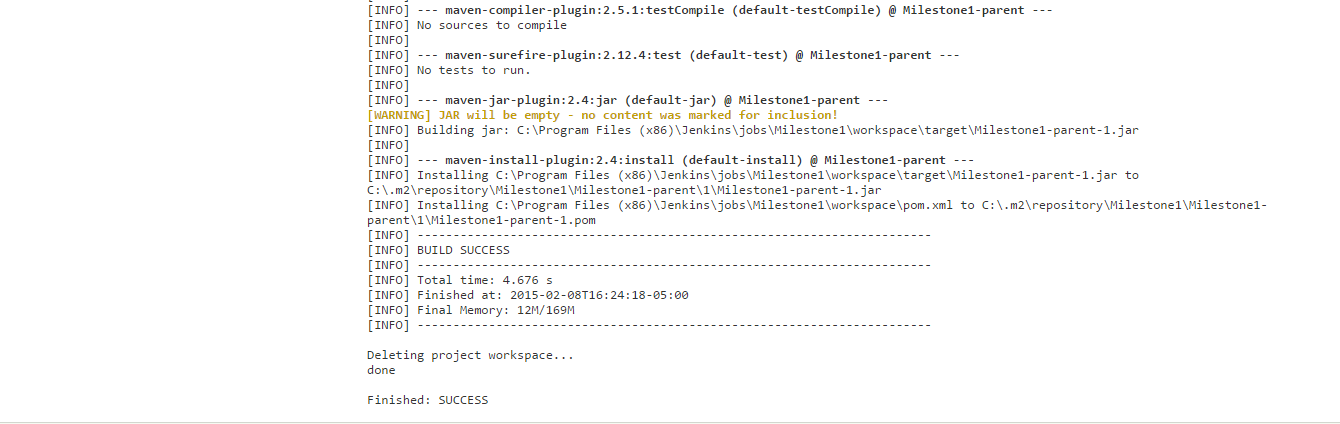 [INFO] --- maven-compiler-plugin:2.5.1:testCompile (default-testCompile) @ Milestone1-parent ---
[INFO] No sources to compile
[INFO]
[INFO] --- maven-surefire-plugin:2.12.4:test (default-test) @ Milestone1-parent ---
[INFO] No tests to run.
[INFO]
[INFO] --- maven-jar-plugin:2.4:jar (default-jar) @ Milestone1-parent ---
[WARNING] JAR will be empty - no content was marked for inclusion!
[INFO] Building jar: C:\Program Files (x86)\Jenkins\jobs\Milestone1\workspace\target\Milestone1-parent-1.jar
[INFO]
[INFO] --- maven-install-plugin:2.4:install (default-install) @ Milestone1-parent ---
[INFO] Installing C:\Program Files (x86)\Jenkins\jobs\Milestone1\workspace\target\Milestone1-parent-1.jar to
C:\.m2\repository\Milestone1\Milestone1-parent\1\Milestone1-parent-1.jar
[INFO] Installing C:\Program Files (x86)\Jenkins\jobs\Milestone1\workspace\pom.xml to C:\.m2\repository\Milestone1\Milestone1-
parent\1\Milestone1-parent-1.pom
[INFO] ------------------------------------------------------------------------
[INFO] BUILD SUCCESS
[INFO] ------------------------------------------------------------------------
[INFO] Total time: 4.676 s
[INFO] Finished at: 2015-02-08T16:24:18-05:00
[INFO] Final Memory: 12M/169M
[INFO] ------------------------------------------------------------------------
Deleting project workspace...
done
Finished: SUCCESS